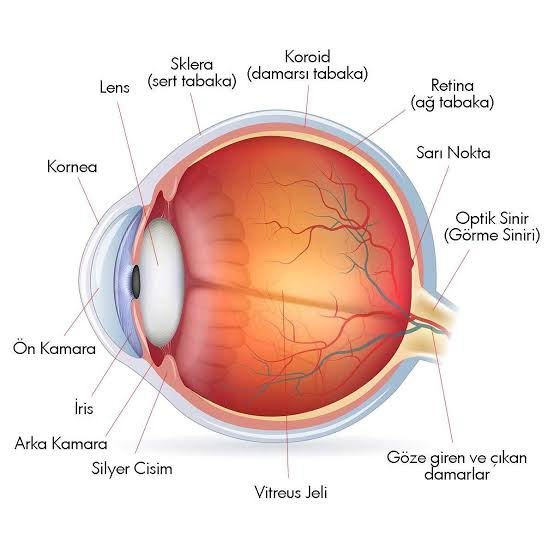 Koroid
(damarsı tabaka)
Sklera
(sert tabaka)
Lens
Retina
(ağ tabaka)
Kornea
Sarı Nokta
Optik Sinir
(Görme Siniri)
Ön Kamara
İris
Arka Kamara
Silyer Cisim
Vitreus Jeli
Göze giren ve çıkan
damarlar